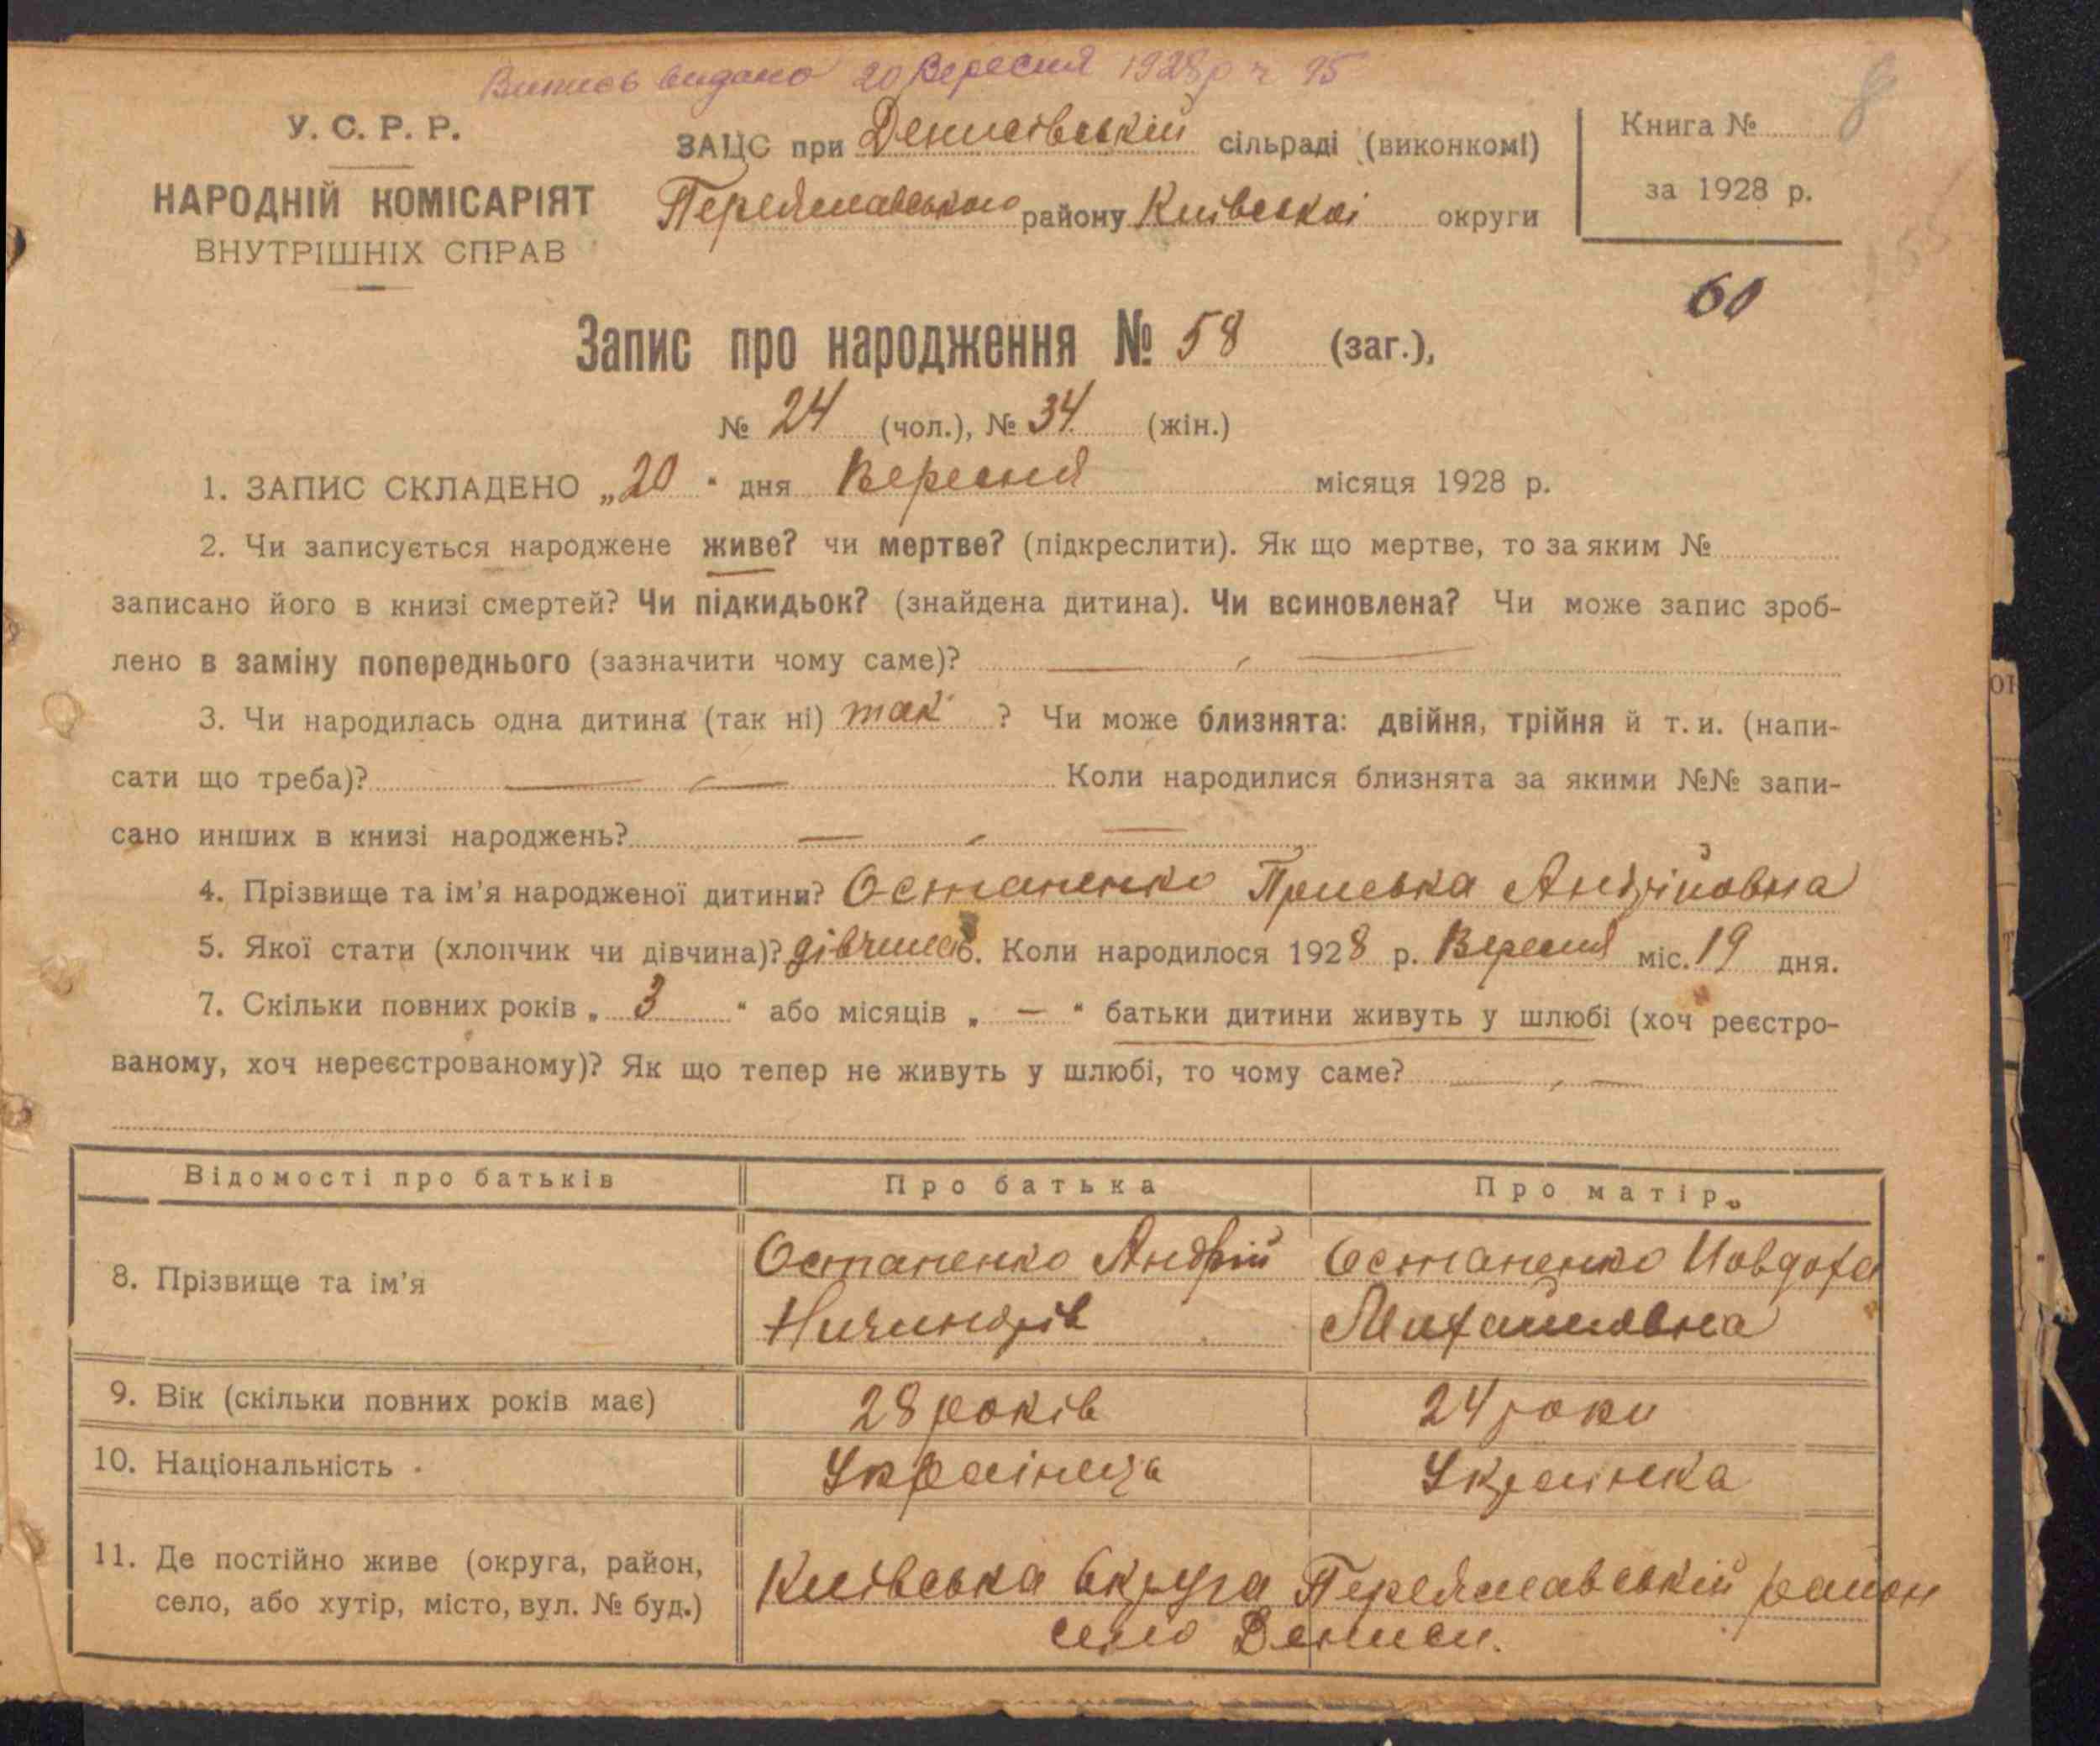 Витись видано 20 Вересня 1928 р ч 95
У. С. Р. Р.
НАРОДНІЙ КОМІСАРІЯТ
ВНУТРІШНІХ СПРАВ
ЗАЦС при Денисівській сільраді (виконкомі)
Переяславського району Київської округи
Книга №
8
за 1928 р.
60
Запис про народження № 58 (заг.),
№ 24 (чол.), № 34 (жін.)
1. ЗАПИС СКЛАДЕНО „20" дня Вересня місяця 1928 р.
2. Чи записується народжене живе? чи мертве? (підкреслити). Як що мертве, то за яким №
записано його в книзі смертей? Чи підкидьок? (знайдена дитина). Чи всиновлена? Чи може запис зроб-
лено в заміну попереднього (зазначити чому саме)? — „ —
3. Чи народилась одна дитина (так ні) так ? Чи може близнята: двійня, трійня й т. и. (напи-
сати що треба)? — „ — Коли народилися близнята за якими №№ запи-
сано инших в книзі народжень? — „ —
4. Прізвище та ім'я народженої дитини? Остапенко Приська Андрійовна
5. Якої стати (хлопчик чи дівчина)? дівчина 6. Коли народилося 1928 р. Вересня міс. 19 дня.
7. Скільки повних років „ 3 " або місяців „ — " батьки дитини живуть у шлюбі (хоч реєстро-
ваному, хоч нереєстрованому)? Як що тепер не живуть у шлюбі, то чому саме? — „ —
Відомості про батьків Про батька Про матір
8. Прізвище та ім'я
Остапенко Андрій
Ничипорів
Остапенко Йовдоха
Михайловна
9. Вік (скільки повних років має) 28 років 24 роки
10. Національність Українець Українка
11. Де постійно живе (округа, район,
село, або хутір, місто, вул. № буд.)
Київська Округа Переяславській район
село Дениси.